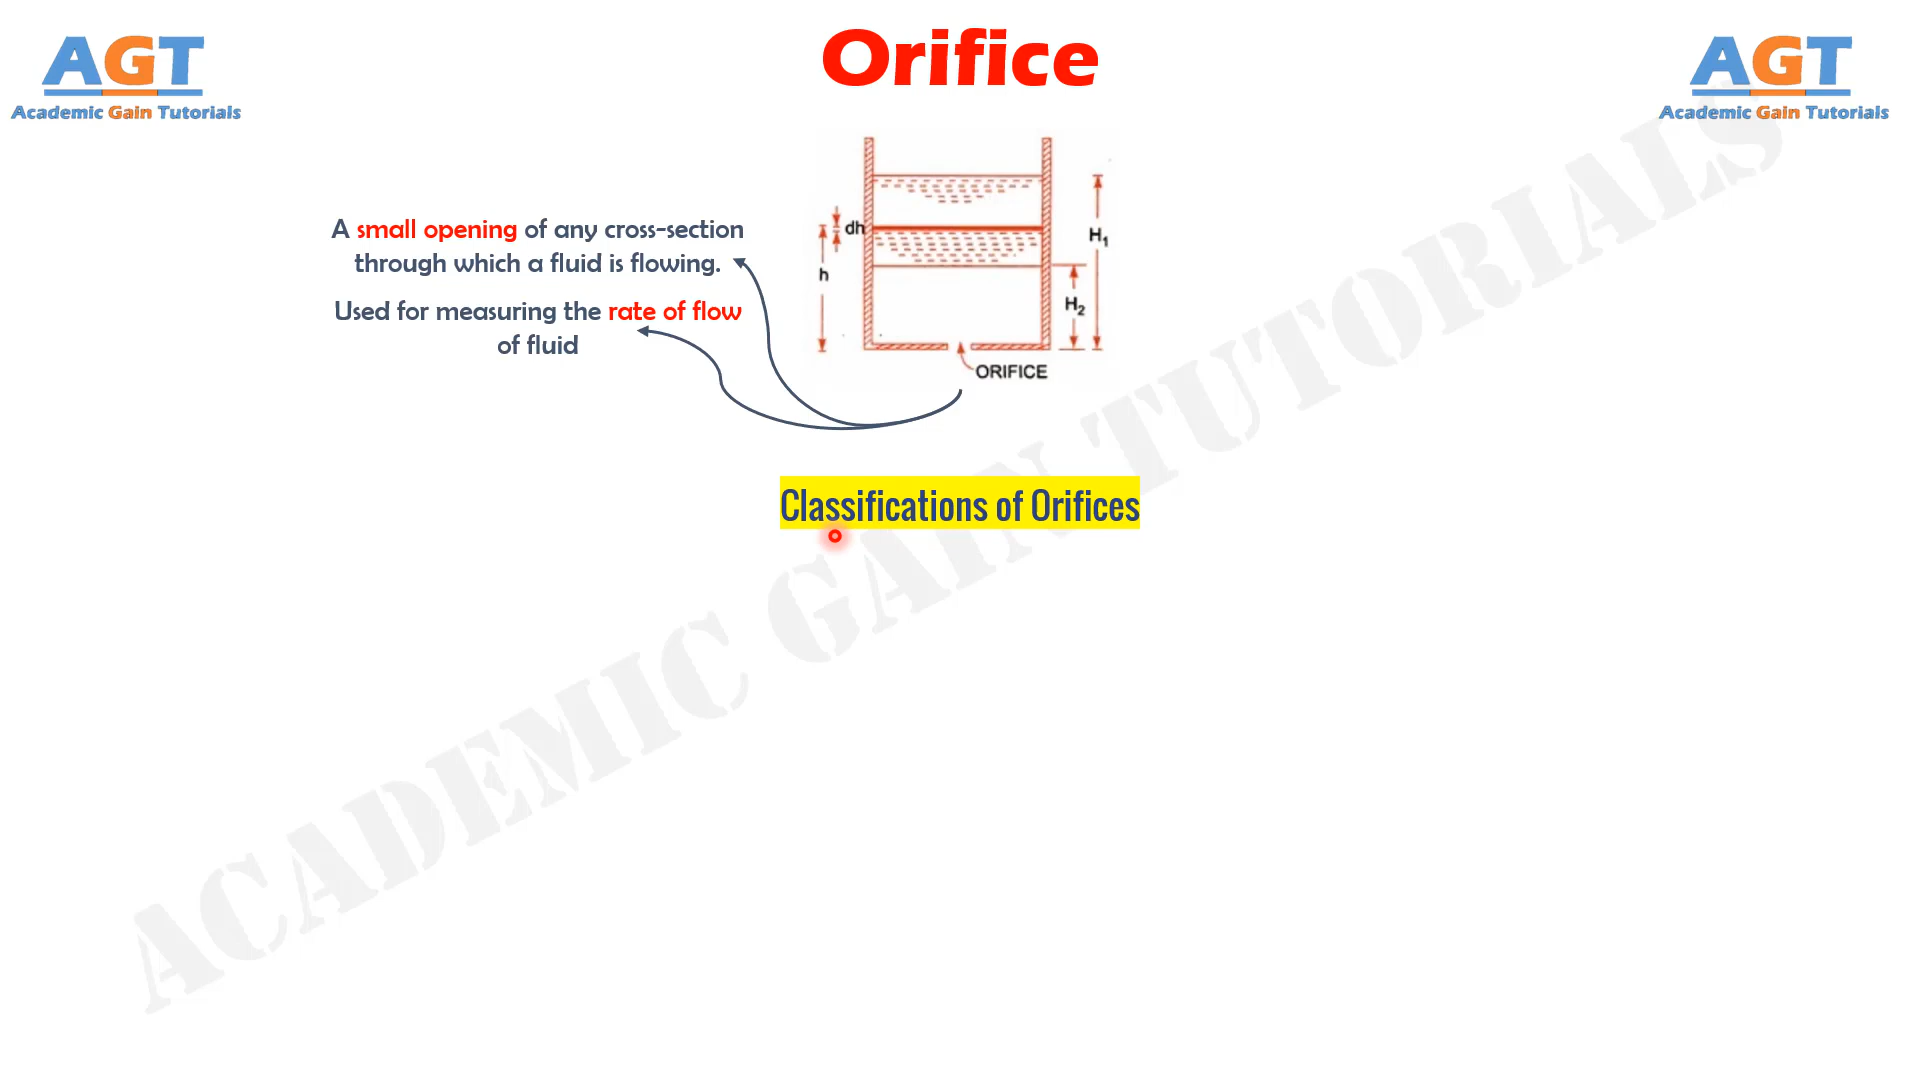 Orifice
AGT
Academic Gain Tutorials
AGT
Academic Gain Tutorials
A small opening of any cross-section
through which a fluid is flowing.
Used for measuring the rate of flow
of fluid
dh
h
H₁
H₂
ORIFICE
Classifications of Orifices
ACADEMIC GAIN TUTORIALS